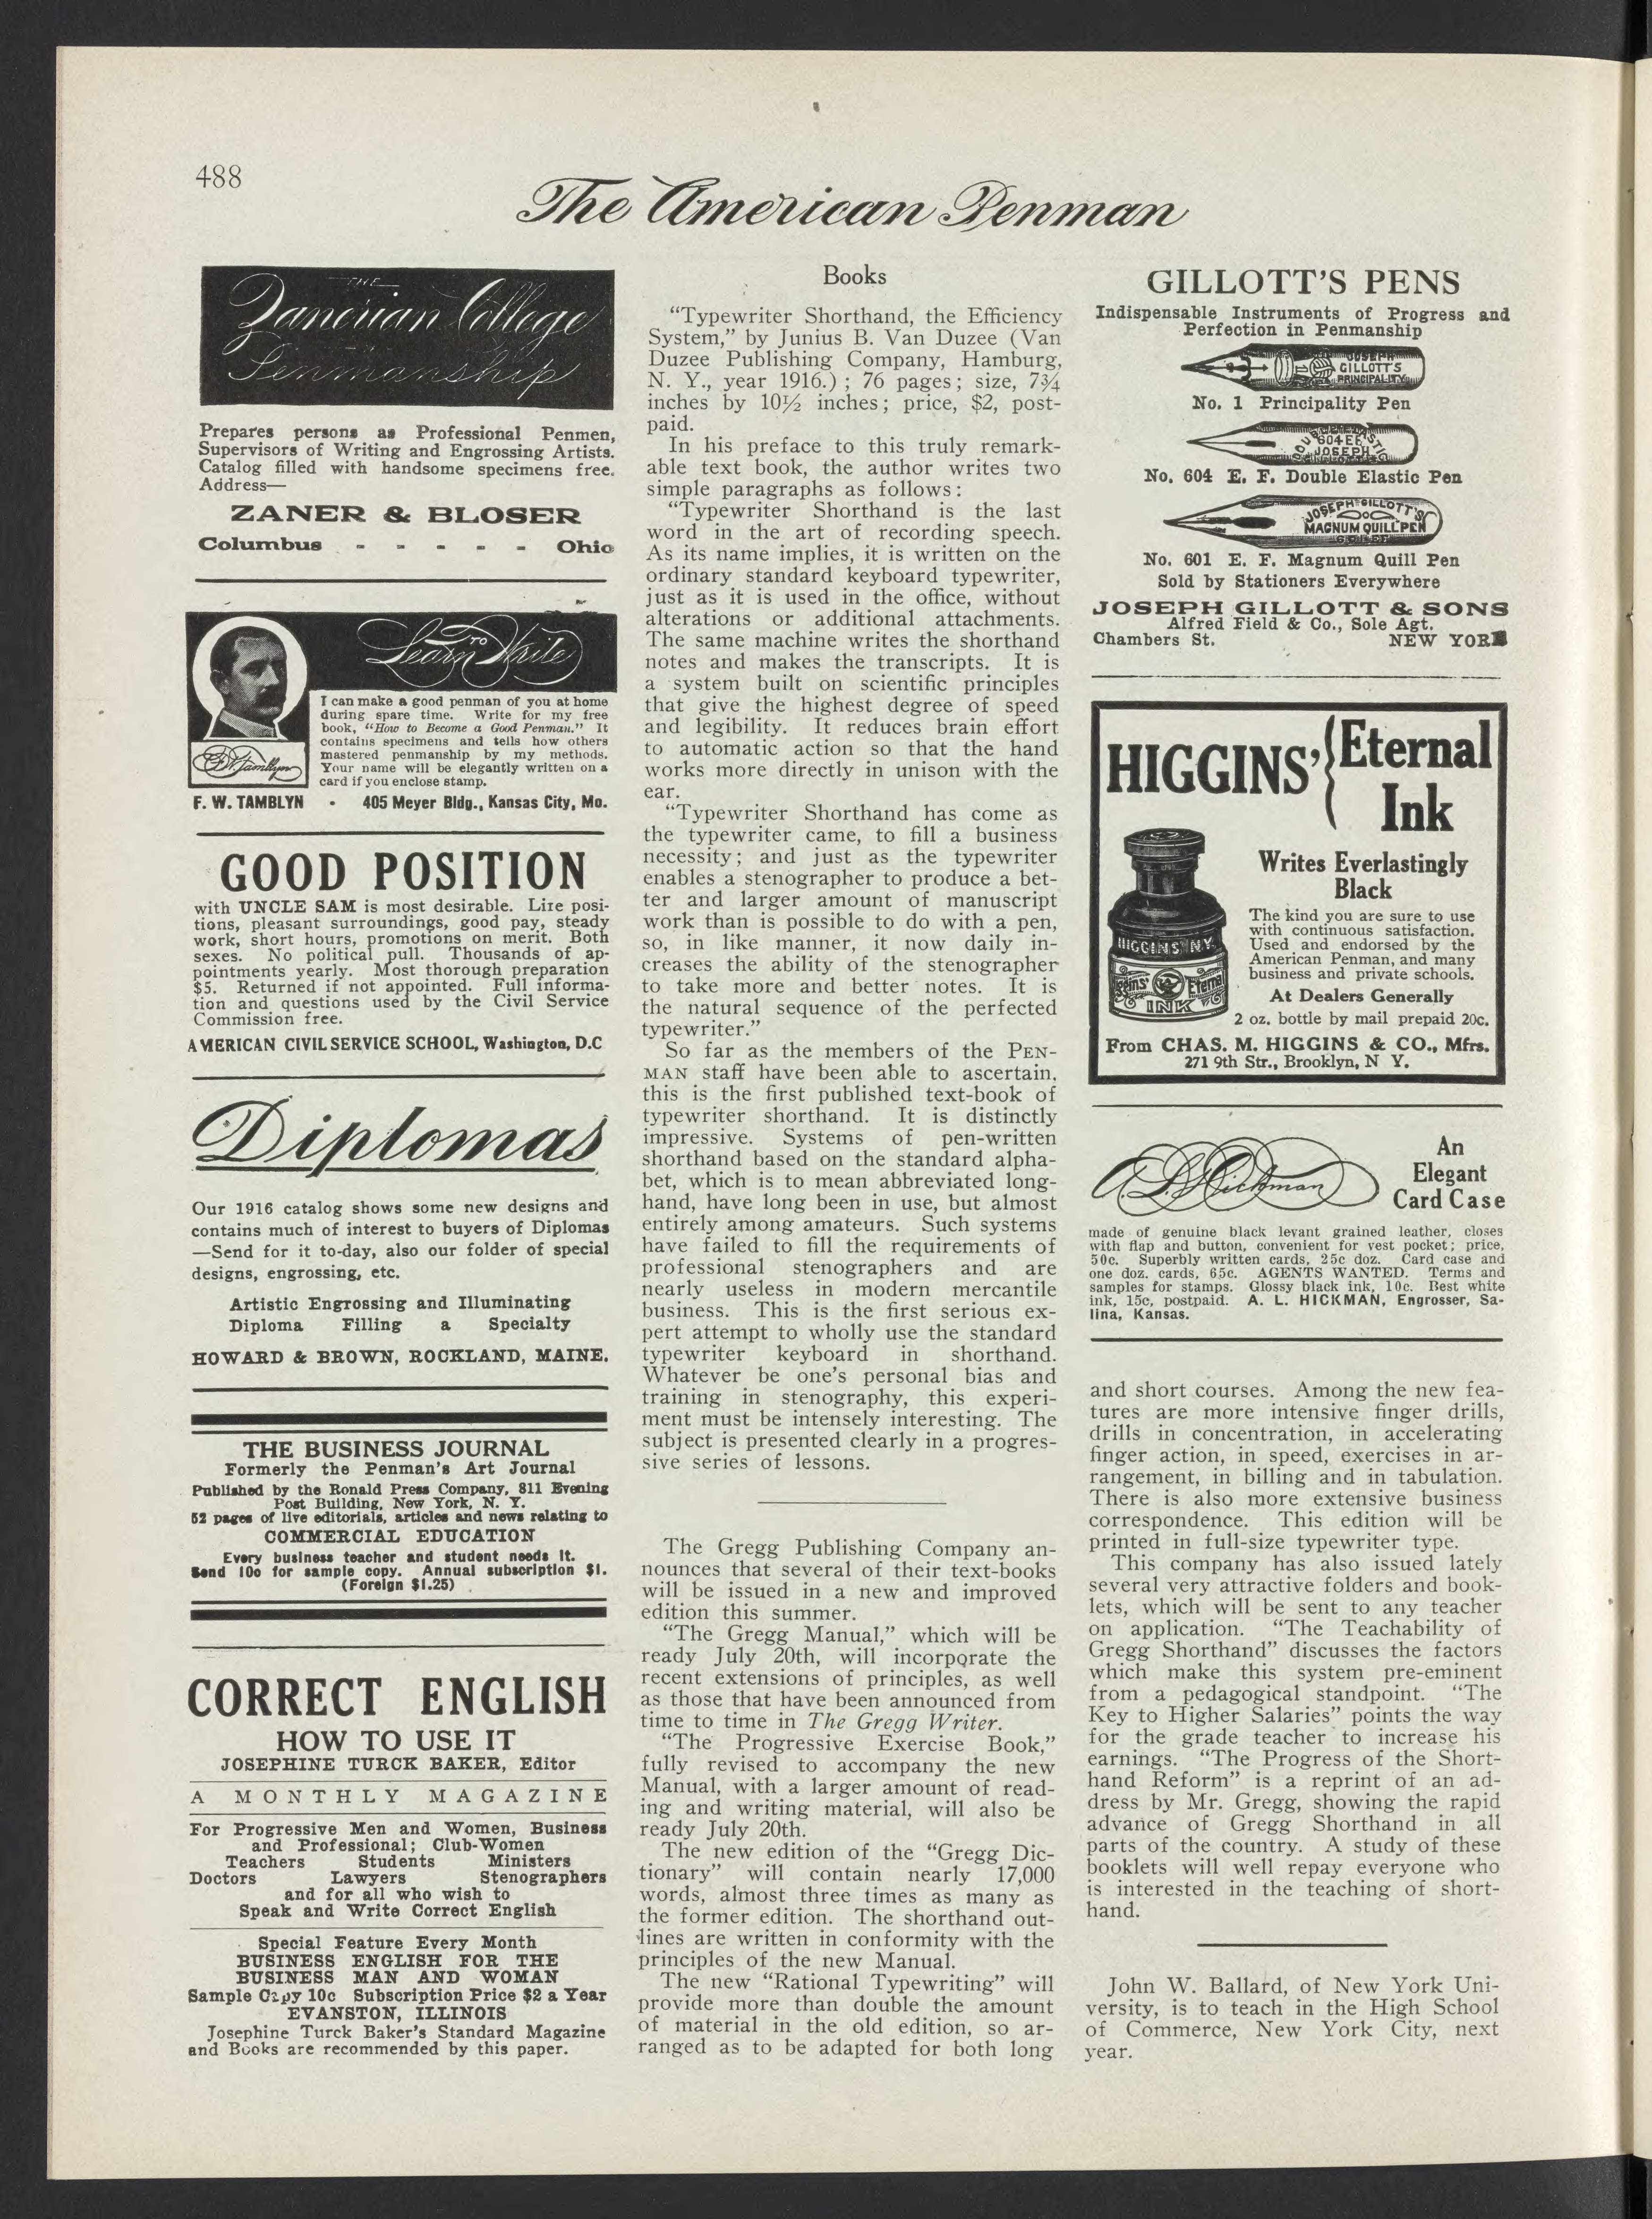 488
The American Penman
THE
Zanerian College
Penmanship
Prepares persons as Professional Penmen,
Supervisors of Writing and Engrossing Artists.
Catalog filled with handsome specimens free.
Address—
ZANER & BLOSER
Columbus - - - - - Ohio
Learn TO Write
I can make a good penman of you at home
during spare time. Write for my free
book, "How to Become a Good Penman." It
contains specimens and tells how others
mastered penmanship by my methods.
Your name will be elegantly written on a
card if you enclose stamp.
F. W. Tamblyn
F. W. TAMBLYN • 405 Meyer Bldg., Kansas City, Mo.
GOOD POSITION
with UNCLE SAM is most desirable. Lire posi-
tions, pleasant surroundings, good pay, steady
work, short hours, promotions on merit. Both
sexes. No political pull. Thousands of ap-
pointments yearly. Most thorough preparation
$5. Returned if not appointed. Full informa-
tion and questions used by the Civil Service
Commission free.
AMERICAN CIVIL SERVICE SCHOOL, Washington, D.C
Diplomas
Our 1916 catalog shows some new designs and
contains much of interest to buyers of Diplomas
—Send for it to-day, also our folder of special
designs, engrossing, etc.
Artistic Engrossing and Illuminating
Diploma Filling a Specialty
HOWARD & BROWN, ROCKLAND, MAINE.
THE BUSINESS JOURNAL
Formerly the Penman's Art Journal
Published by the Ronald Press Company, 811 Evening
Post Building, New York, N. Y.
52 pages of live editorials, articles and news relating to
COMMERCIAL EDUCATION
Every business teacher and student needs it.
Send 10c for sample copy. Annual subscription $1.
(Foreign $1.25)
CORRECT ENGLISH
HOW TO USE IT
JOSEPHINE TURCK BAKER, Editor
A MONTHLY MAGAZINE
For Progressive Men and Women, Business
and Professional; Club-Women
Teachers Students Ministers
Doctors Lawyers Stenographers
and for all who wish to
Speak and Write Correct English
Special Feature Every Month
BUSINESS ENGLISH FOR THE
BUSINESS MAN AND WOMAN
Sample Copy 10c Subscription Price $2 a Year
EVANSTON, ILLINOIS
Josephine Turck Baker's Standard Magazine
and Books are recommended by this paper.
Books
"Typewriter Shorthand, the Efficiency
System," by Junius B. Van Duzee (Van
Duzee Publishing Company, Hamburg,
N. Y., year 1916.) ; 76 pages; size, 7¾
inches by 10½ inches; price, $2, post-
paid.
In his preface to this truly remark-
able text book, the author writes two
simple paragraphs as follows:
"Typewriter Shorthand is the last
word in the art of recording speech.
As its name implies, it is written on the
ordinary standard keyboard typewriter,
just as it is used in the office, without
alterations or additional attachments.
The same machine writes the shorthand
notes and makes the transcripts. It is
a system built on scientific principles
that give the highest degree of speed
and legibility. It reduces brain effort
to automatic action so that the hand
works more directly in unison with the
ear.
"Typewriter Shorthand has come as
the typewriter came, to fill a business
necessity; and just as the typewriter
enables a stenographer to produce a bet-
ter and larger amount of manuscript
work than is possible to do with a pen,
so, in like manner, it now daily in-
creases the ability of the stenographer
to take more and better notes. It is
the natural sequence of the perfected
typewriter."
So far as the members of the PEN-
MAN staff have been able to ascertain,
this is the first published text-book of
typewriter shorthand. It is distinctly
impressive. Systems of pen-written
shorthand based on the standard alpha-
bet, which is to mean abbreviated long-
hand, have long been in use, but almost
entirely among amateurs. Such systems
have failed to fill the requirements of
professional stenographers and are
nearly useless in modern mercantile
business. This is the first serious ex-
pert attempt to wholly use the standard
typewriter keyboard in shorthand.
Whatever be one's personal bias and
training in stenography, this experi-
ment must be intensely interesting. The
subject is presented clearly in a progres-
sive series of lessons.
The Gregg Publishing Company an-
nounces that several of their text-books
will be issued in a new and improved
edition this summer.
"The Gregg Manual," which will be
ready July 20th, will incorporate the
recent extensions of principles, as well
as those that have been announced from
time to time in The Gregg Writer.
"The Progressive Exercise Book,"
fully revised to accompany the new
Manual, with a larger amount of read-
ing and writing material, will also be
ready July 20th.
The new edition of the "Gregg Dic-
tionary" will contain nearly 17,000
words, almost three times as many as
the former edition. The shorthand out-
lines are written in conformity with the
principles of the new Manual.
The new "Rational Typewriting" will
provide more than double the amount
of material in the old edition, so ar-
ranged as to be adapted for both long
GILLOTT'S PENS
Indispensable Instruments of Progress and
Perfection in Penmanship
JOSEPH
GILLOTTS
PRINCIPALITY
No. 1 Principality Pen
DOUBLE ELASTIC
604 EF
JOSEPH
No. 604 E. F. Double Elastic Pen
JOSEPH GILLOTT'S
MAGNUM QUILL PEN
No. 601 E. F. Magnum Quill Pen
Sold by Stationers Everywhere
JOSEPH GILLOTT & SONS
Alfred Field & Co., Sole Agt.
Chambers St. NEW YORK
HIGGINS' Eternal
Ink
Writes Everlastingly
Black
The kind you are sure to use
with continuous satisfaction.
Used and endorsed by the
American Penman, and many
business and private schools.
HIGGINS N.Y.
Higgins' Eternal
INK
At Dealers Generally
2 oz. bottle by mail prepaid 20c.
From CHAS. M. HIGGINS & CO., Mfrs.
271 9th Str., Brooklyn, N Y.
A. L. Hickman
An
Elegant
Card Case
made of genuine black levant grained leather, closes
with flap and button, convenient for vest pocket; price,
50c. Superbly written cards, 25c doz. Card case and
one doz. cards, 65c. AGENTS WANTED. Terms and
samples for stamps. Glossy black ink, 10c. Best white
ink, 15c, postpaid. A. L. HICKMAN, Engrosser, Sa-
lina, Kansas.
and short courses. Among the new fea-
tures are more intensive finger drills,
drills in concentration, in accelerating
finger action, in speed, exercises in ar-
rangement, in billing and in tabulation.
There is also more extensive business
correspondence. This edition will be
printed in full-size typewriter type.
This company has also issued lately
several very attractive folders and book-
lets, which will be sent to any teacher
on application. "The Teachability of
Gregg Shorthand" discusses the factors
which make this system pre-eminent
from a pedagogical standpoint. "The
Key to Higher Salaries" points the way
for the grade teacher to increase his
earnings. "The Progress of the Short-
hand Reform" is a reprint of an ad-
dress by Mr. Gregg, showing the rapid
advance of Gregg Shorthand in all
parts of the country. A study of these
booklets will well repay everyone who
is interested in the teaching of short-
hand.
John W. Ballard, of New York Uni-
versity, is to teach in the High School
of Commerce, New York City, next
year.